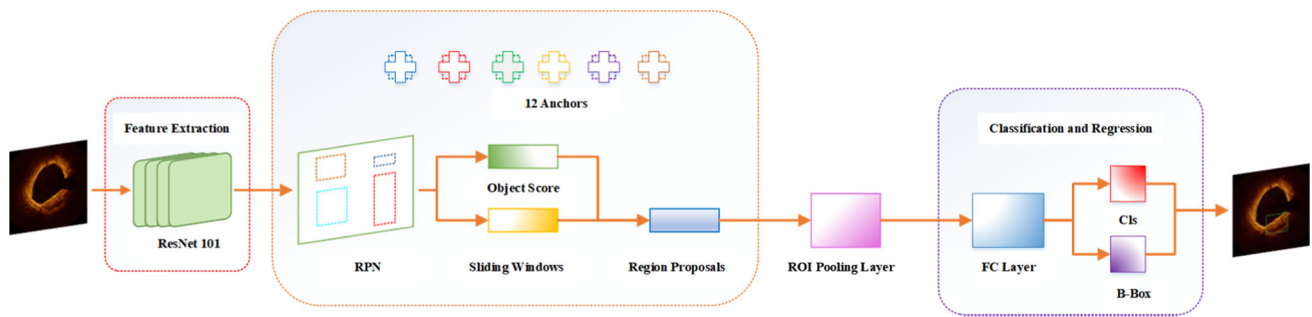 12 Anchors
Feature Extraction
Classification and Regression
Object Score
Cls
ResNet 101
RPN
Sliding Windows
Region Proposals
ROI Pooling Layer
FC Layer
B-Box